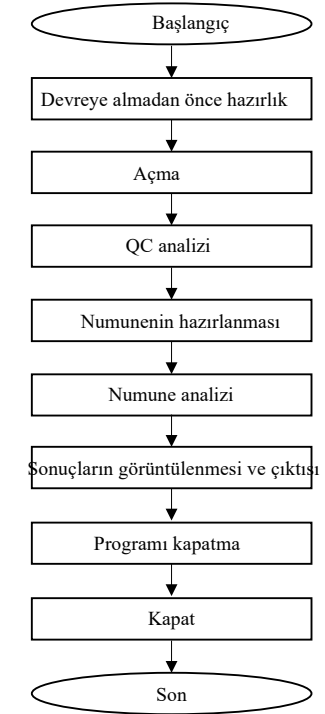 Başlangıç
Devreye almadan önce hazırlık
Açma
QC analizi
Numunenin hazırlanması
Numune analizi
Sonuçların görüntülenmesi ve çıktısı
Programı kapatma
Kapat
Son